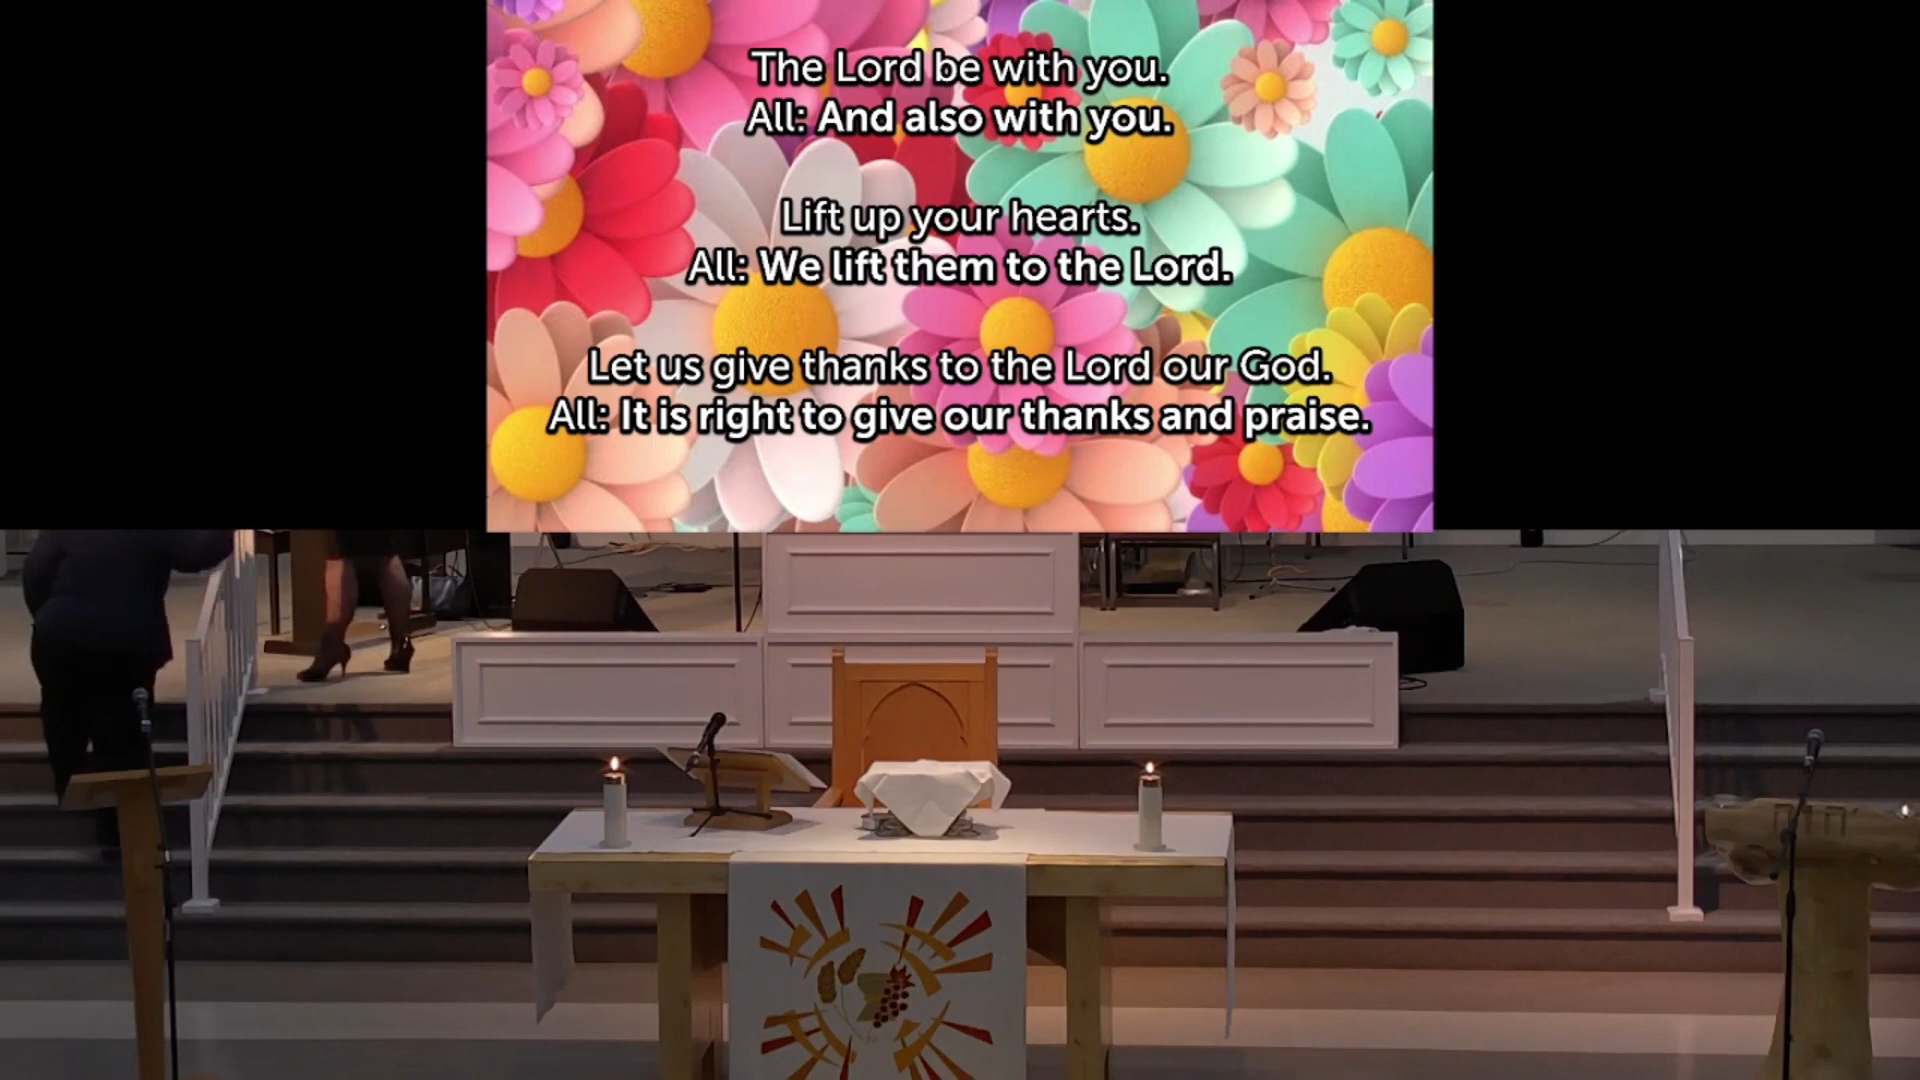 The Lord be with you.
All: And also with you.
Lift up your hearts.
All: We lift them to the Lord.
Let us give thanks to the Lord our God.
All: It is right to give our thanks and praise.